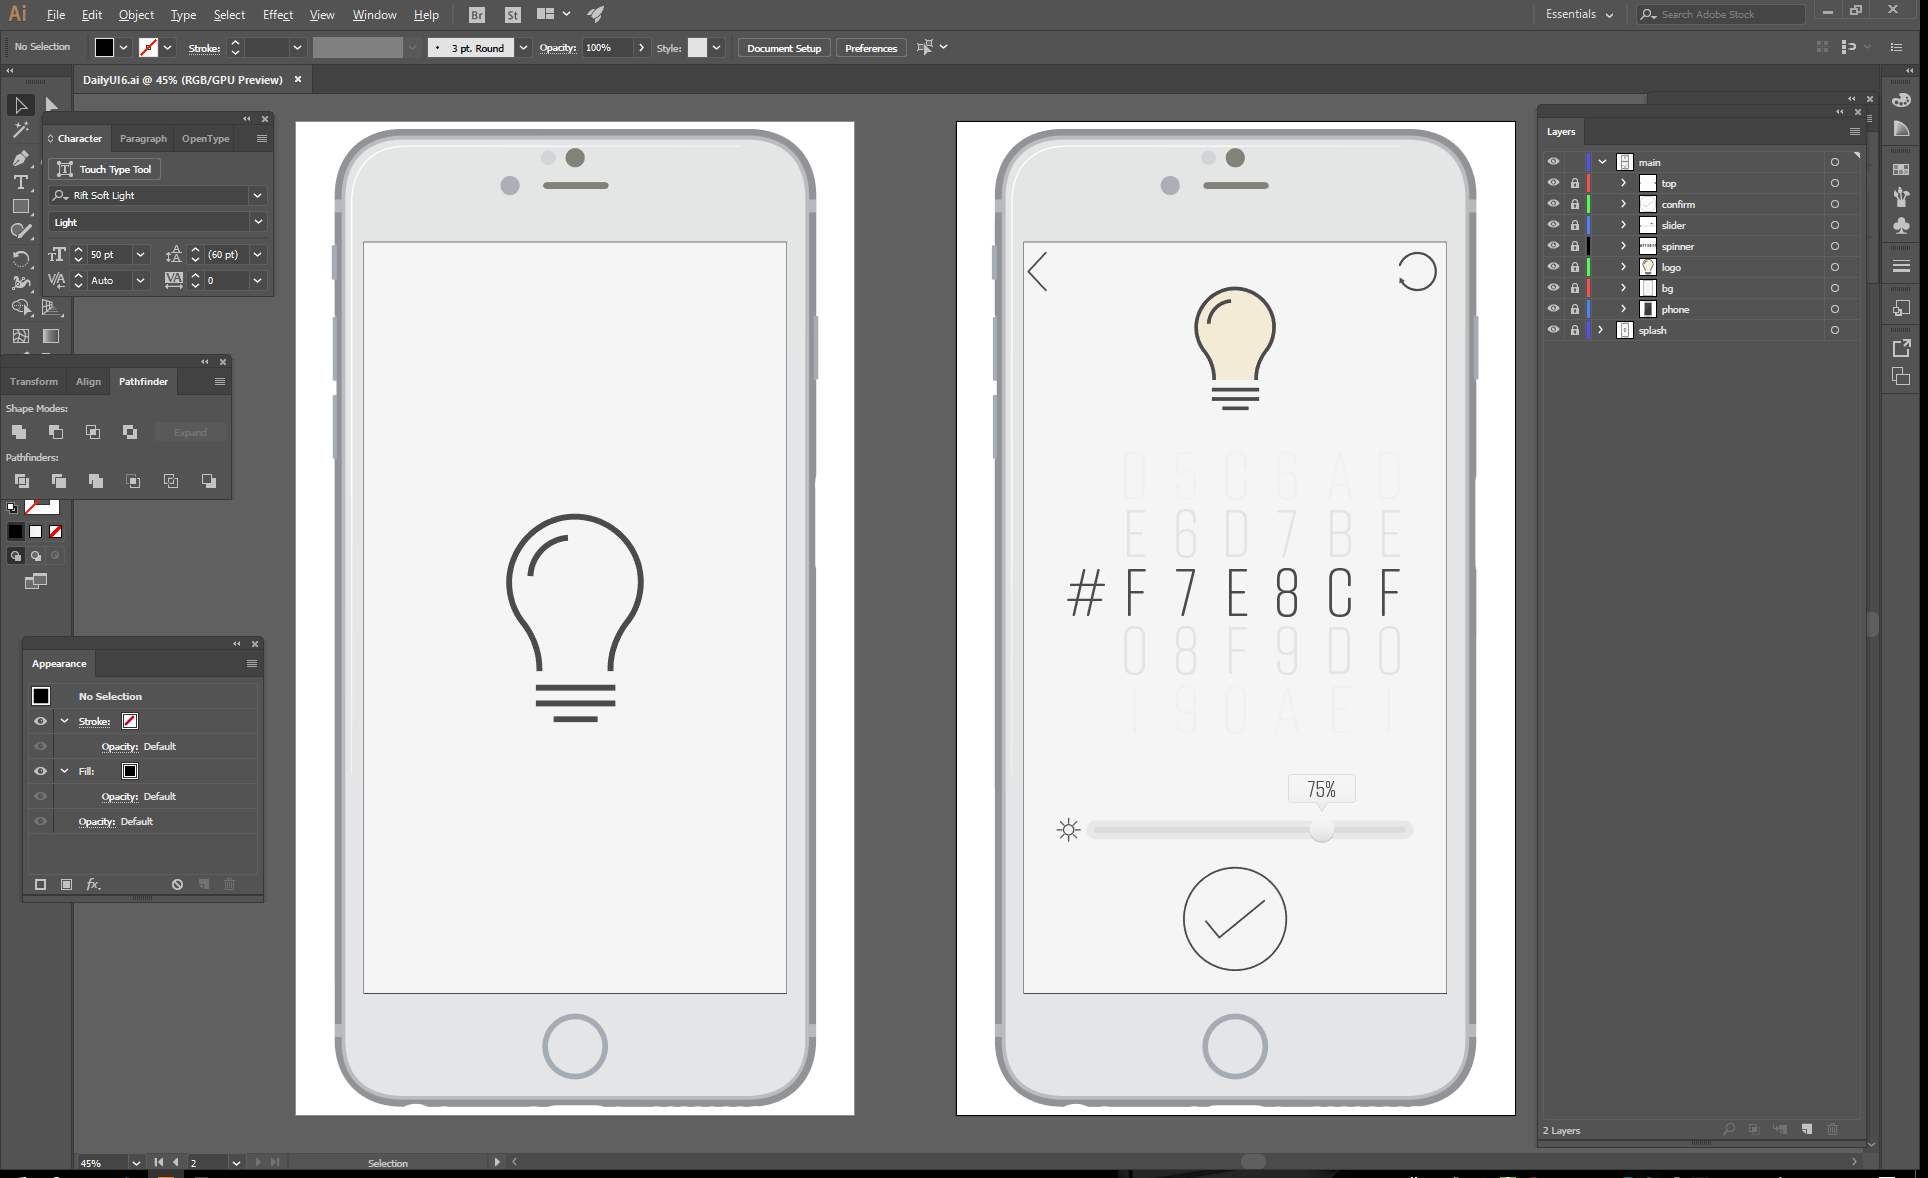 Ai File Edit Object Type Select Effect View Window Help Br St Essentials Search Adobe Stock
No Selection Stroke: 3 pt. Round Opacity: 100% Style: Document Setup Preferences
DailyUI6.ai @ 45% (RGB/GPU Preview)
Character Paragraph OpenType
Touch Type Tool
Rift Soft Light
Light
50 pt (60 pt)
Auto 0
Transform Align Pathfinder
Shape Modes:
Expand
Pathfinders:
Appearance
No Selection
Stroke:
Opacity: Default
Fill:
Opacity: Default
Opacity: Default
fx
D 5 C 6 A D
E 6 D 7 B E
# F 7 E 8 C F
0 8 F 9 D 0
1 9 0 A E 1
75%
Layers
main
top
confirm
slider
spinner
logo
bg
phone
splash
2 Layers
45% 2 Selection